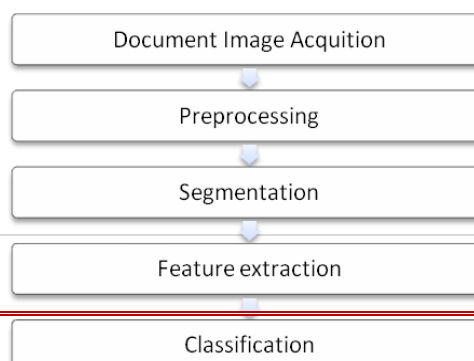 Document Image Acquition
Preprocessing
Segmentation
Feature extraction
Classification